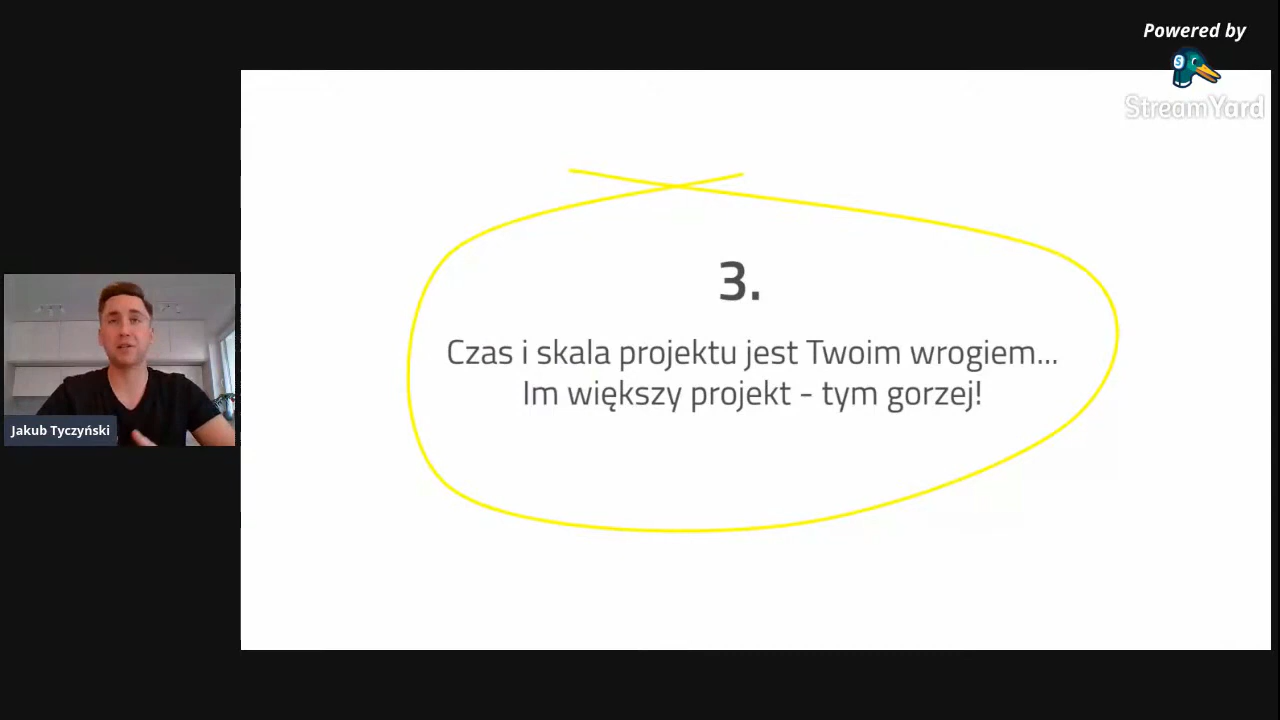 Powered by
StreamYard
3.
Czas i skala projektu jest Twoim wrogiem...
Im większy projekt - tym gorzej!
Jakub Tyczyński